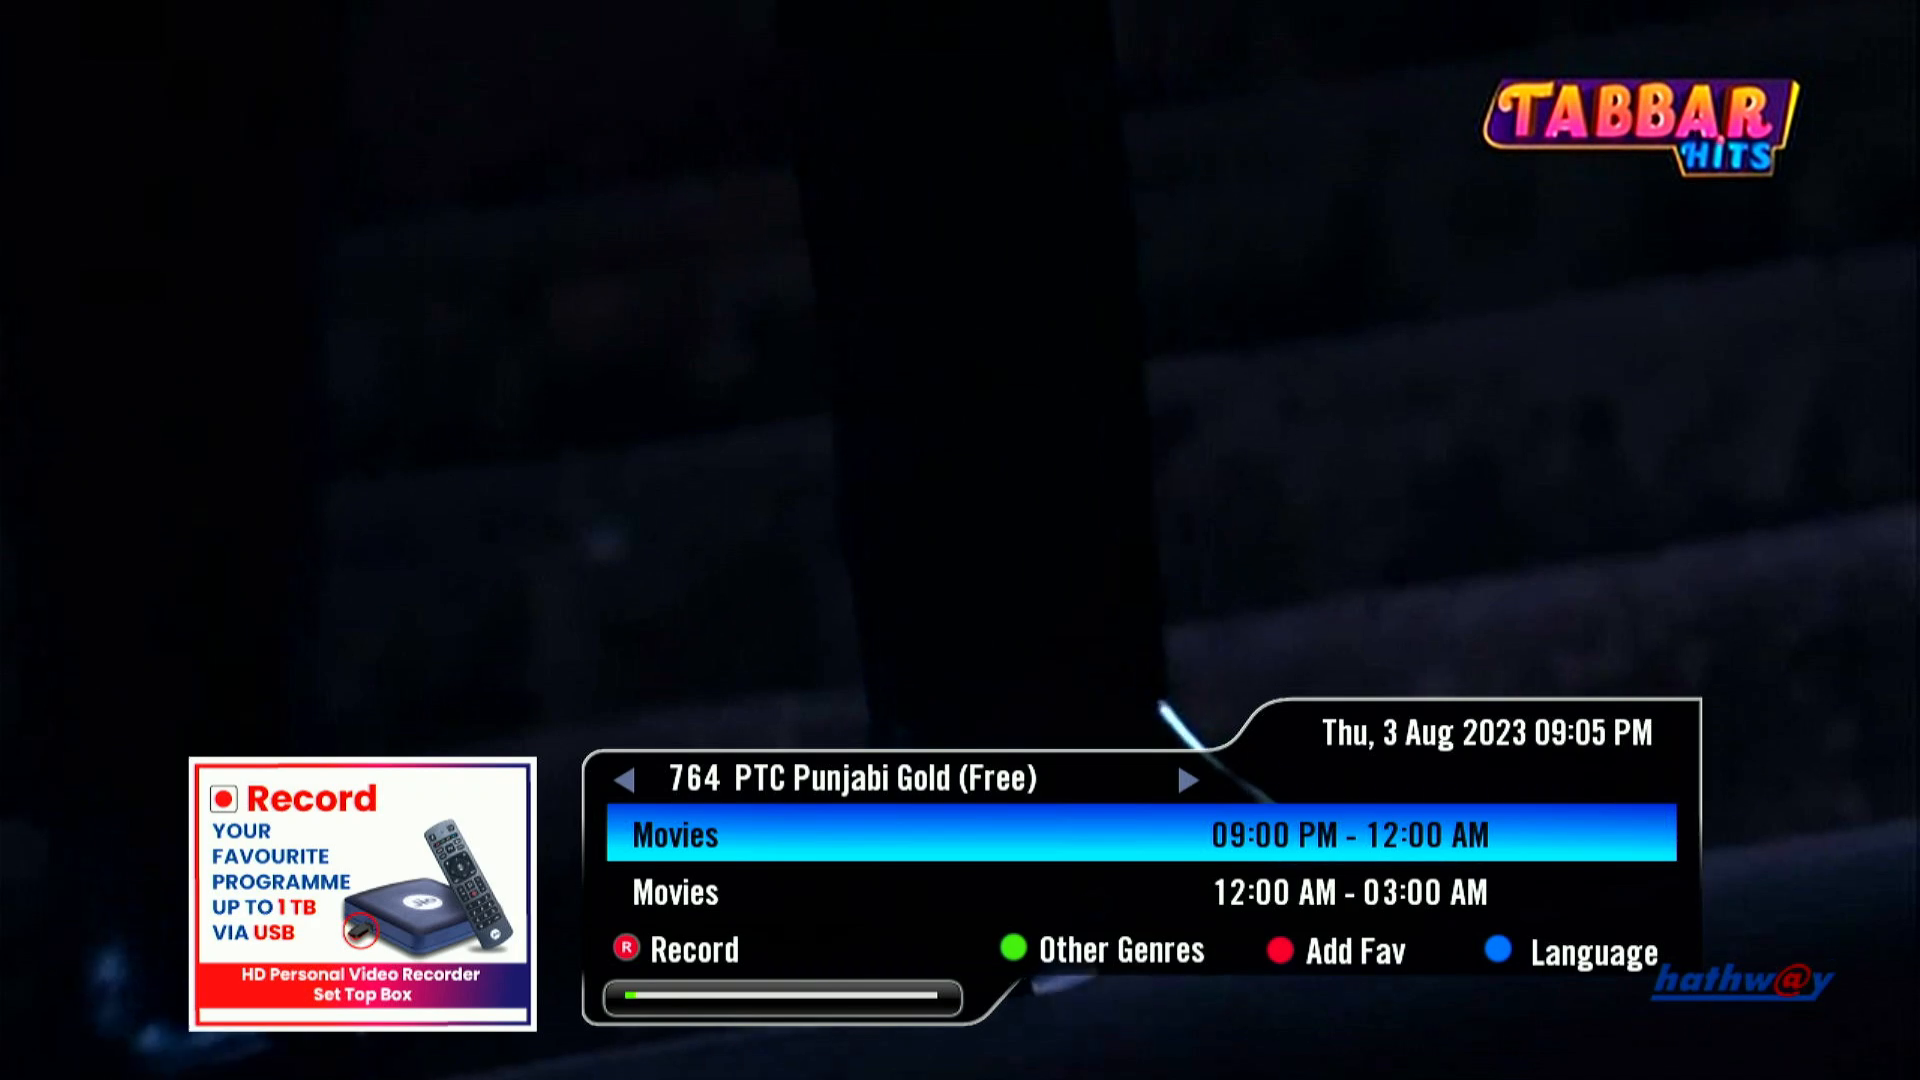 TABBAR
HITS
Thu, 3 Aug 2023 09:05 PM
764 PTC Punjabi Gold (Free)
Movies 09:00 PM - 12:00 AM
Movies 12:00 AM - 03:00 AM
R Record Other Genres Add Fav Language
hathw@y
Record
YOUR
FAVOURITE
PROGRAMME
UP TO 1 TB
VIA USB
Jio
HD Personal Video Recorder
Set Top Box